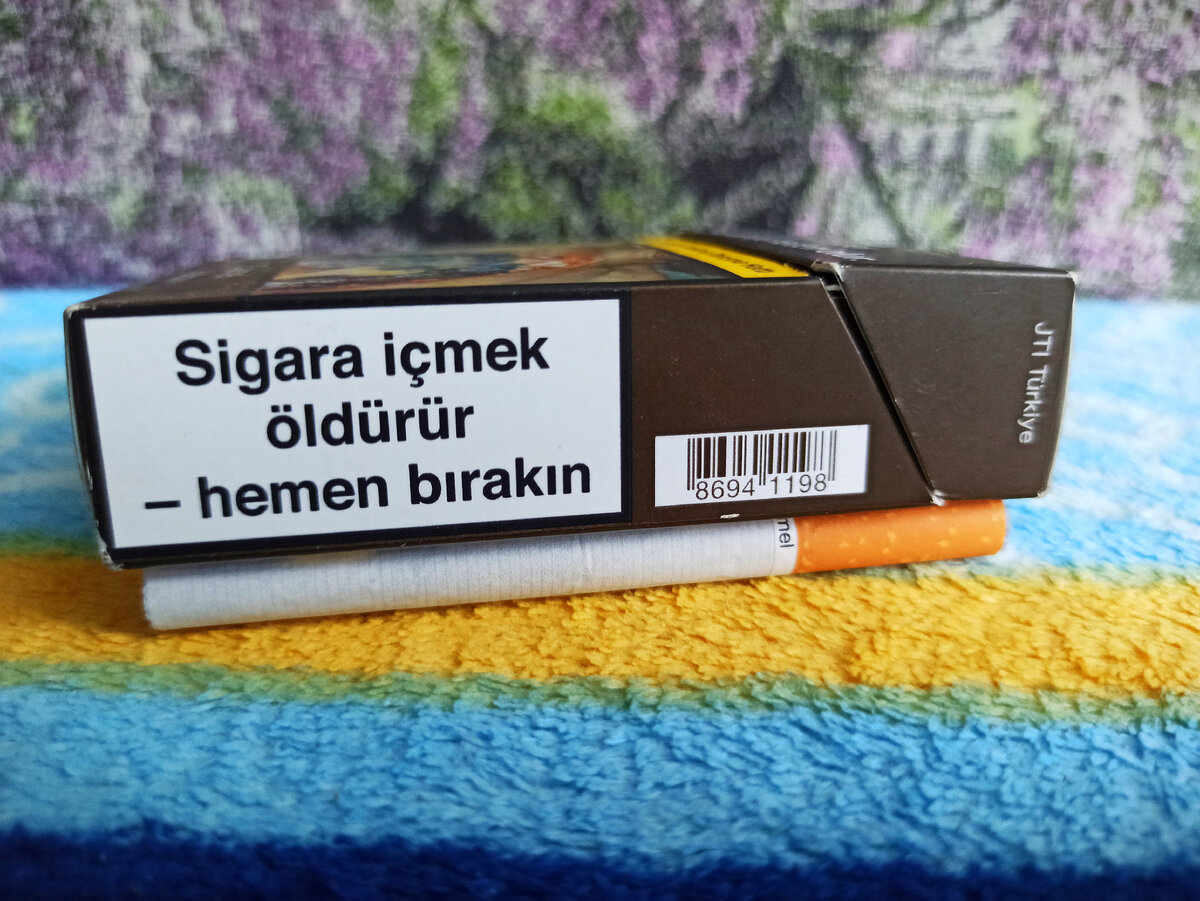 Sigara içmek
öldürür
– hemen bırakın
8694 1198
JTI Türkiye
mel